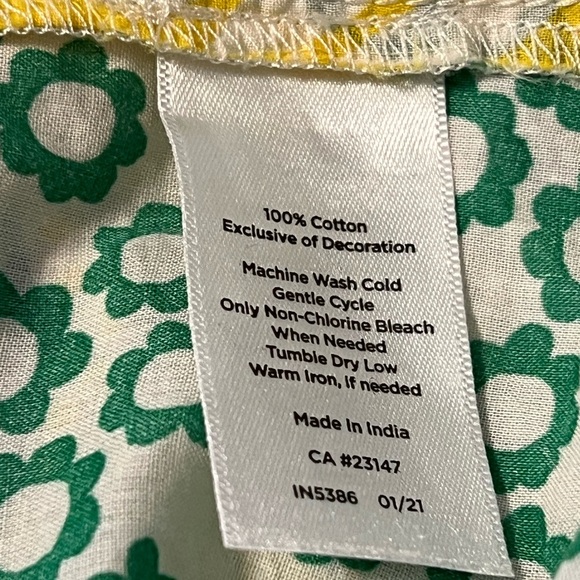 100% Cotton
Exclusive of Decoration
Machine Wash Cold
Gentle Cycle
Only Non-Chlorine Bleach
When Needed
Tumble Dry Low
Warm Iron, if needed
Made In India
CA #23147
IN5386 01/21